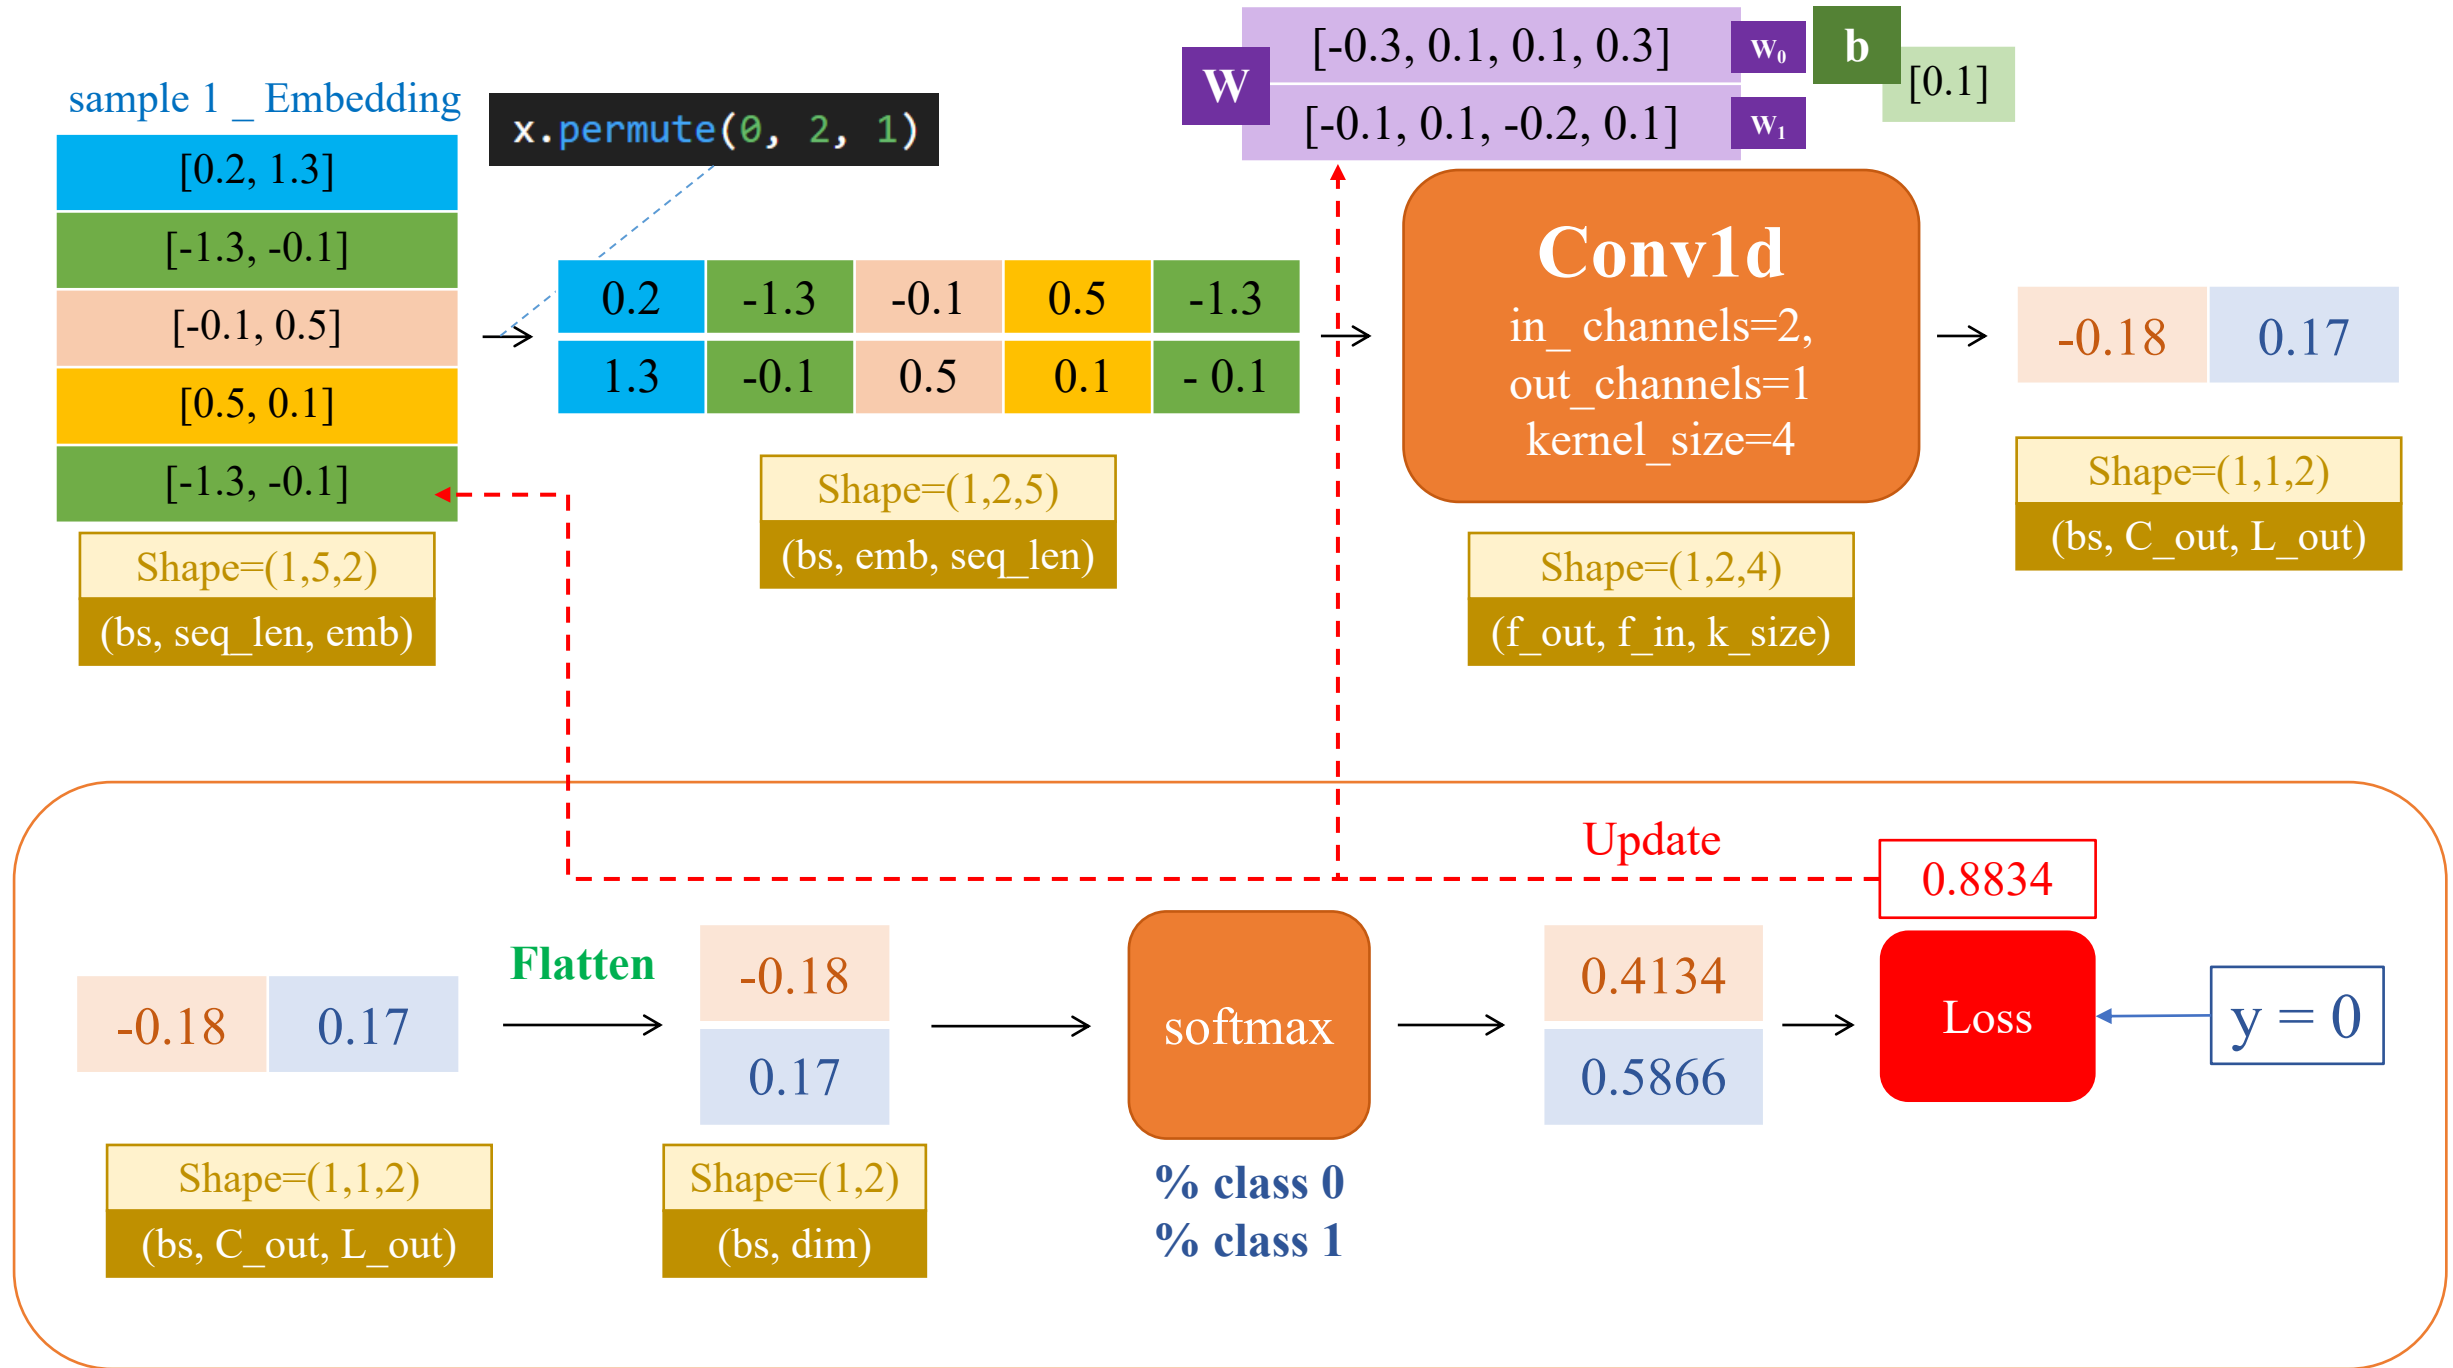 sample 1 _ Embedding
[0.2, 1.3]
[-1.3, -0.1]
[-0.1, 0.5]
[0.5, 0.1]
[-1.3, -0.1]
Shape=(1,5,2)
(bs, seq_len, emb)
x.permute(0, 2, 1)
0.2 -1.3 -0.1 0.5 -1.3
1.3 -0.1 0.5 0.1 - 0.1
Shape=(1,2,5)
(bs, emb, seq_len)
W
[-0.3, 0.1, 0.1, 0.3] w₀
[-0.1, 0.1, -0.2, 0.1] w₁
b
[0.1]
Conv1d
in_ channels=2,
out_channels=1
kernel_size=4
Shape=(1,2,4)
(f_out, f_in, k_size)
-0.18 0.17
Shape=(1,1,2)
(bs, C_out, L_out)
Update
0.8834
-0.18 0.17
Shape=(1,1,2)
(bs, C_out, L_out)
Flatten
-0.18
0.17
Shape=(1,2)
(bs, dim)
softmax
% class 0
% class 1
0.4134
0.5866
Loss
y = 0